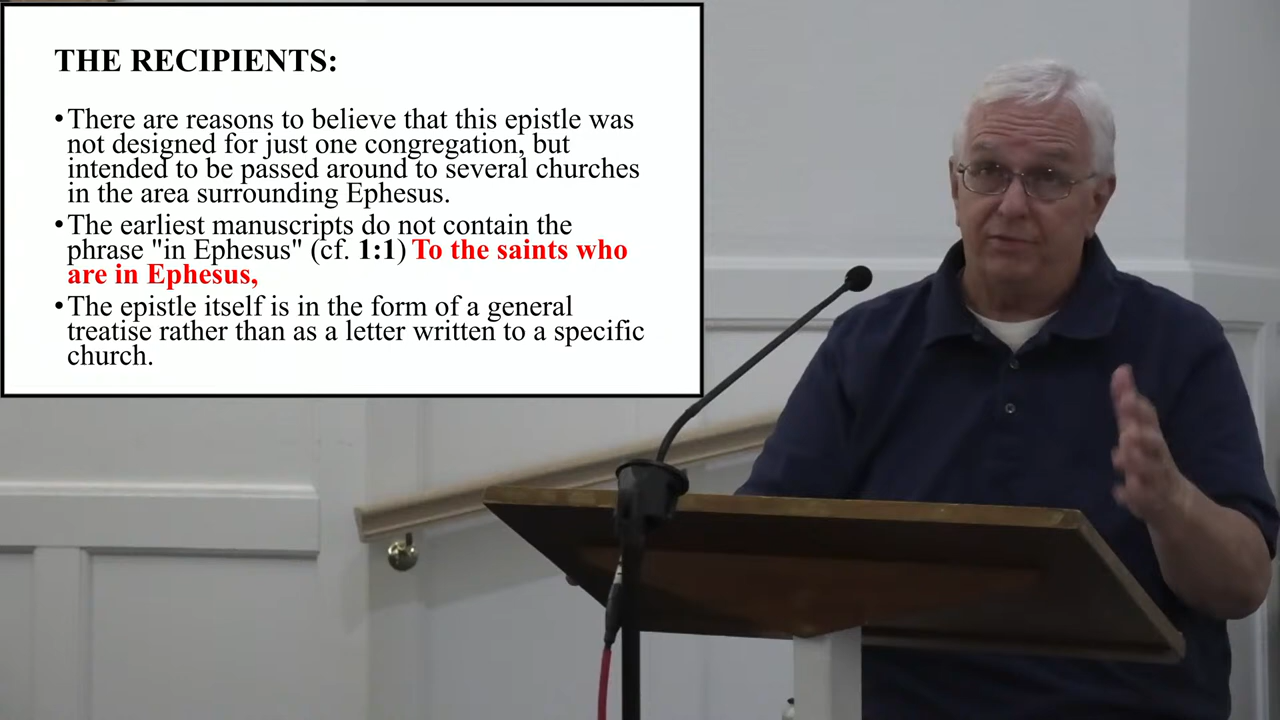 THE RECIPIENTS:
•There are reasons to believe that this epistle was
not designed for just one congregation, but
intended to be passed around to several churches
in the area surrounding Ephesus.
•The earliest manuscripts do not contain the
phrase "in Ephesus" (cf. 1:1) To the saints who
are in Ephesus,
•The epistle itself is in the form of a general
treatise rather than as a letter written to a specific
church.